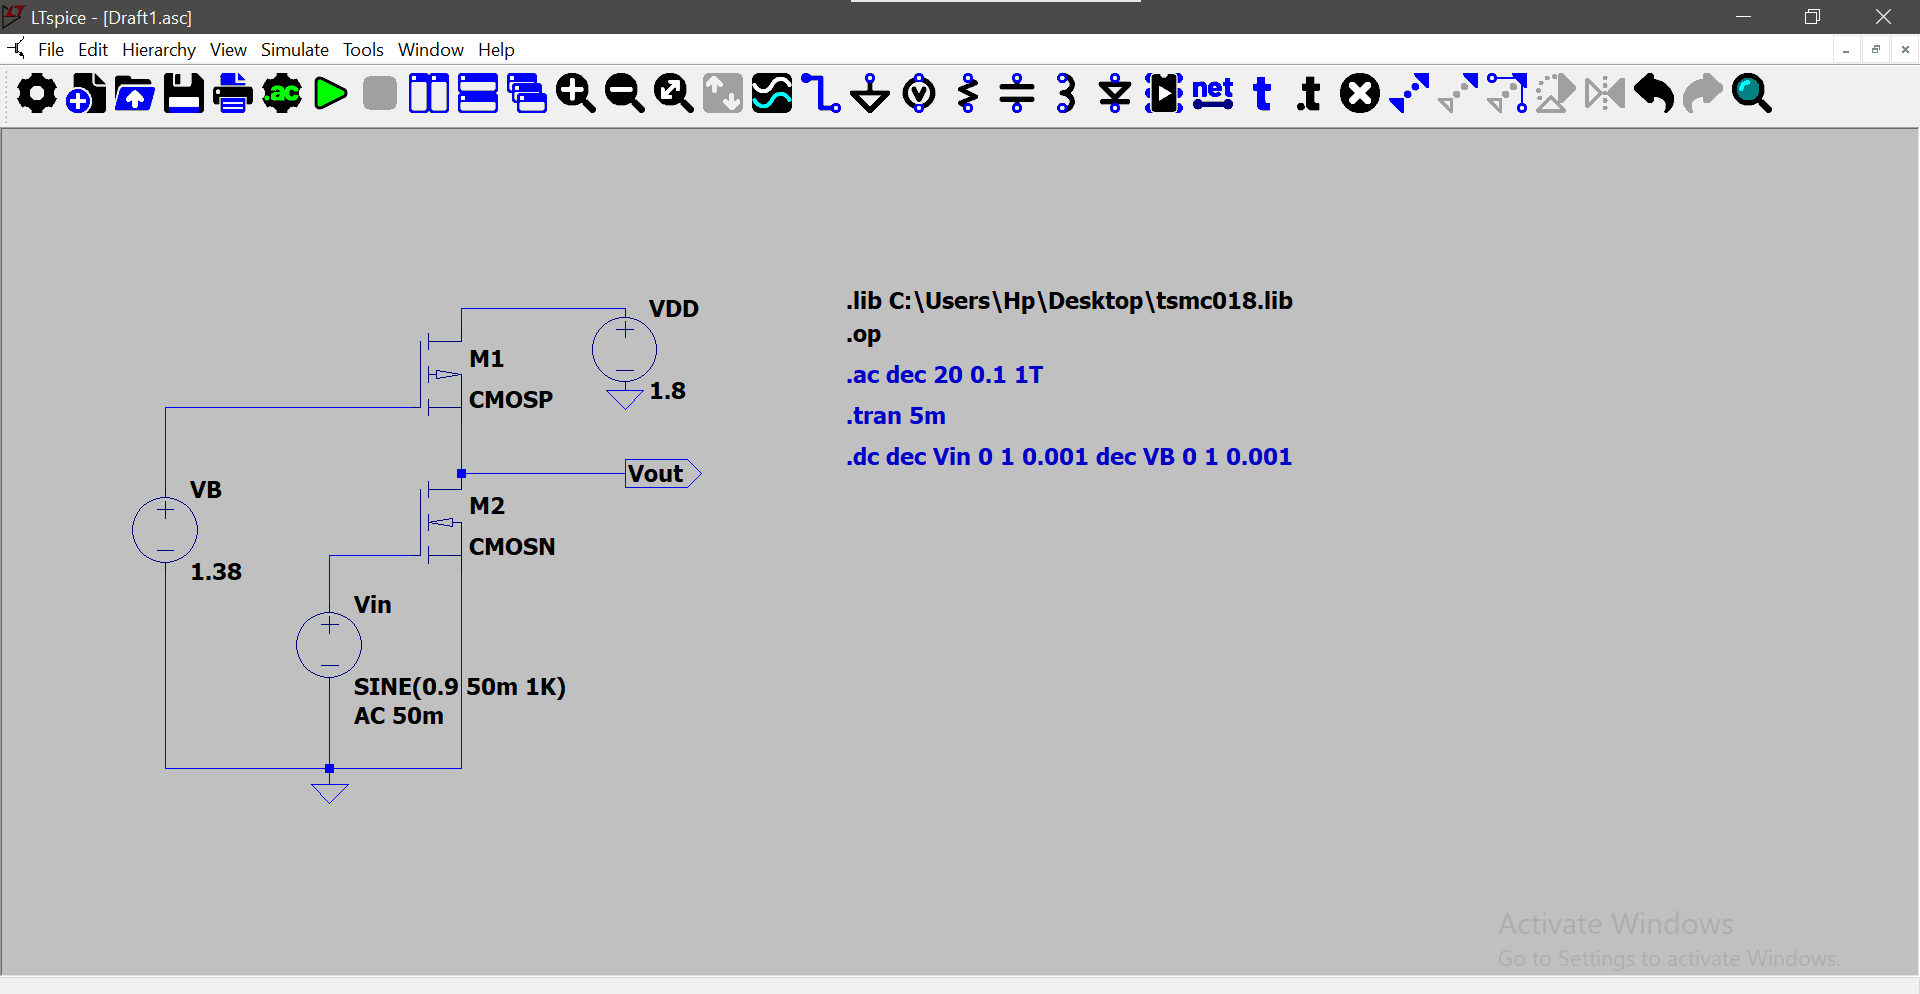 LTspice - [Draft1.asc]
File Edit Hierarchy View Simulate Tools Window Help
.ac
net
t
.t
VDD
1.8
M1
CMOSP
Vout
M2
CMOSN
VB
1.38
Vin
SINE(0.9 50m 1K)
AC 50m
.lib C:\Users\Hp\Desktop\tsmc018.lib
.op
.ac dec 20 0.1 1T
.tran 5m
.dc dec Vin 0 1 0.001 dec VB 0 1 0.001
Activate Windows
Go to Settings to activate Windows.